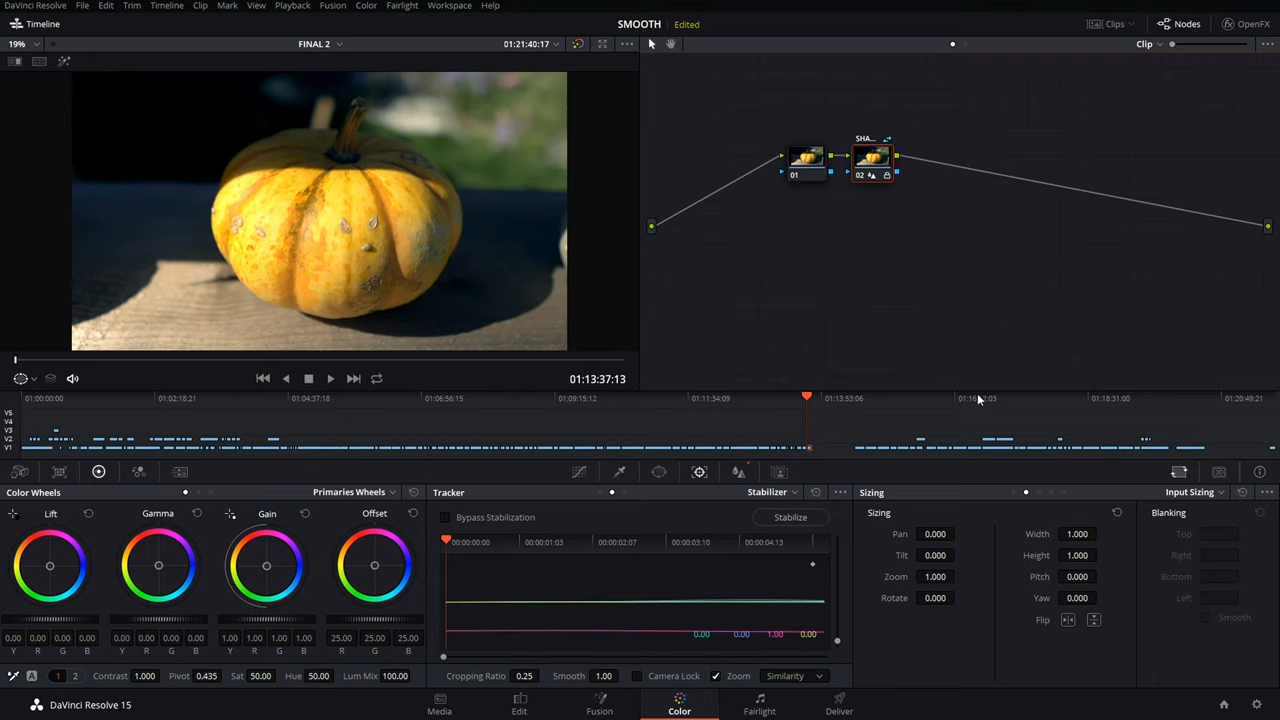 DaVinci Resolve File Edit Trim Timeline Clip Mark View Playback Fusion Color Fairlight Workspace Help
Timeline SMOOTH Edited Clips Nodes OpenFX
19% FINAL 2 01:21:40:17 Clip
SHA...
01 02
01:13:37:13
01:00:00:00 01:02:18:21 01:04:37:18 01:06:56:15 01:09:15:12 01:11:34:09 01:13:53:06 01:18:31:00 01:20:49:21
V5
V4
V3
V2
V1
Color Wheels Primaries Wheels Tracker Stabilizer Sizing Input Sizing
Lift Gamma Gain Offset Bypass Stabilization Stabilize Sizing Blanking
00:00:00:00 00:00:01:03 00:00:02:07 00:00:03:10 00:00:04:13
Pan 0.000 Width 1.000 Top
Tilt 0.000 Height 1.000 Right
Zoom 1.000 Pitch 0.000 Bottom
Rotate 0.000 Yaw 0.000 Left
Flip Smooth
0.00 0.00 1.00 0.00
0.00 0.00 0.00 0.00 0.00 0.00 0.00 0.00 1.00 1.00 1.00 1.00 25.00 25.00 25.00
Y R G B Y R G B Y R G B R G B
A 1 2 Contrast 1.000 Pivot 0.435 Sat 50.00 Hue 50.00 Lum Mix 100.00 Cropping Ratio 0.25 Smooth 1.00 Camera Lock Zoom Similarity
DaVinci Resolve 15 Media Edit Fusion Color Fairlight Deliver